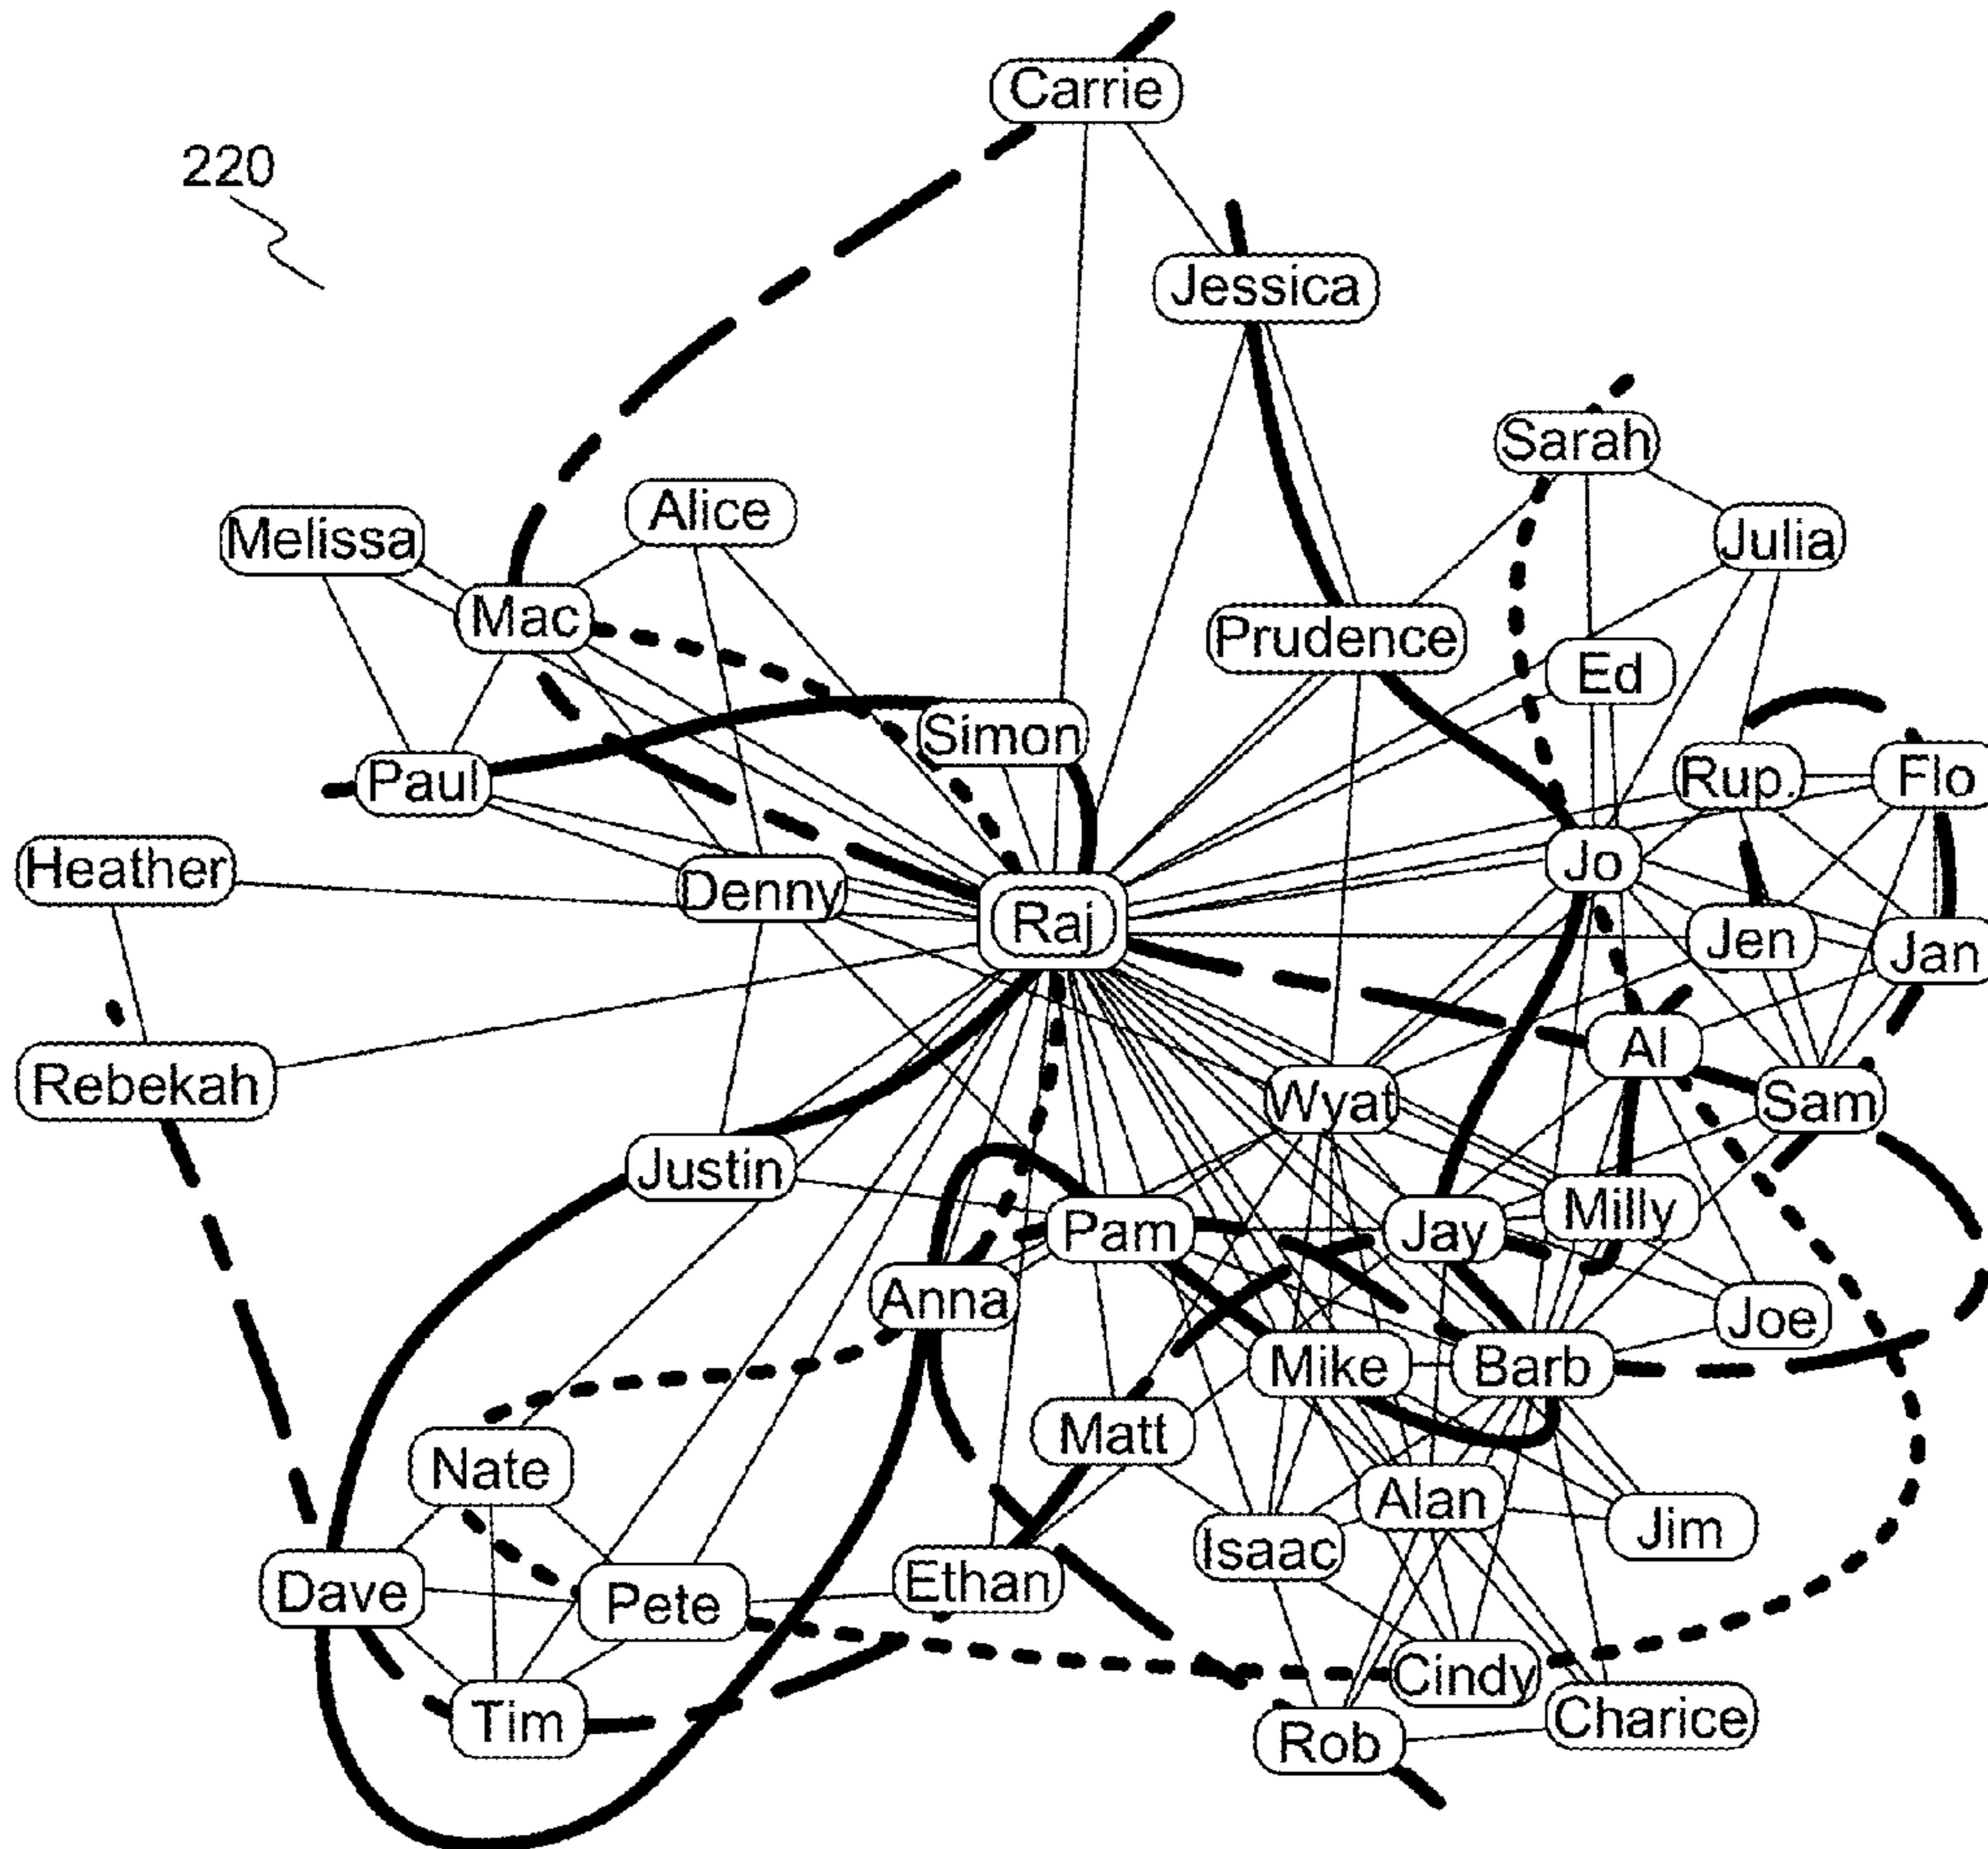 Carrie
220
Jessica
Sarah
Alice
Melissa
Julia
Mac
Prudence
Ed
Simon
Paul
Rup.
Flo
Heather
Jo
Denny
Raj
Jen
Jan
Al
Rebekah
Wyat
Sam
Justin
Milly
Pam
Jay
Anna
Joe
Mike
Barb
Matt
Nate
Alan
Jim
Isaac
Dave
Pete
Ethan
Cindy
Tim
Charice
Rob